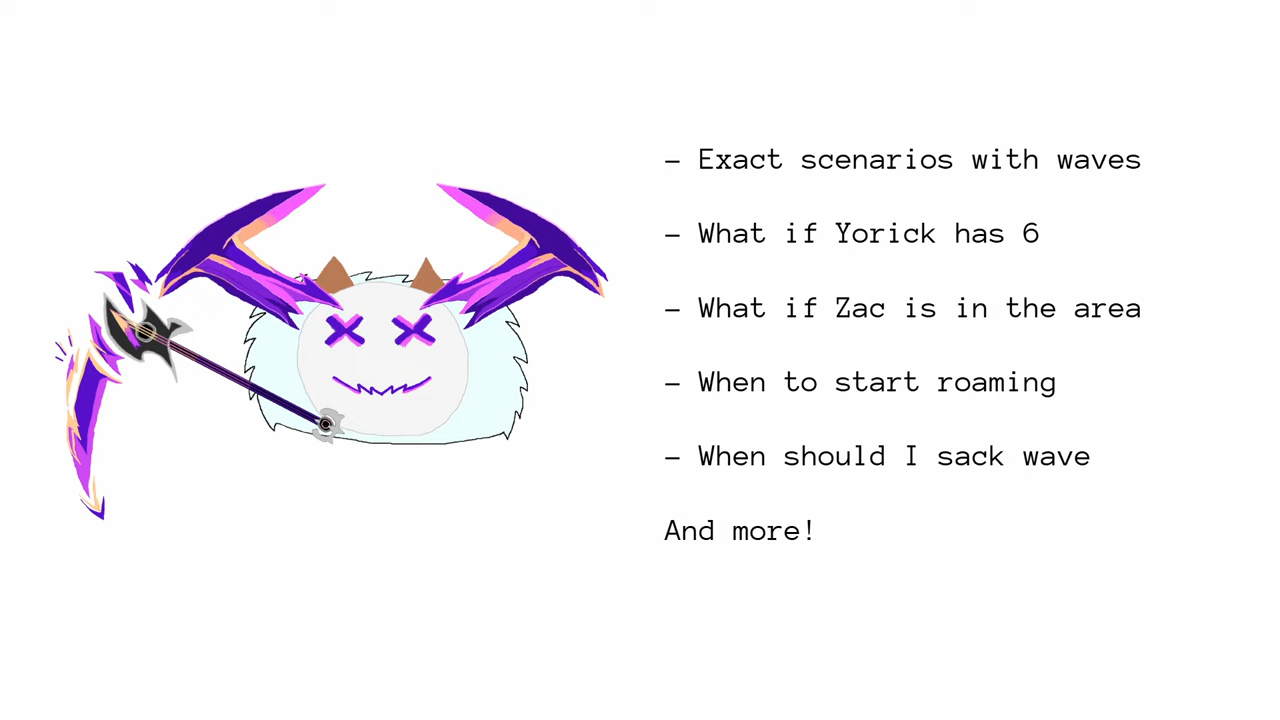 - Exact scenarios with waves
- What if Yorick has 6
- What if Zac is in the area
- When to start roaming
- When should I sack wave
And more!